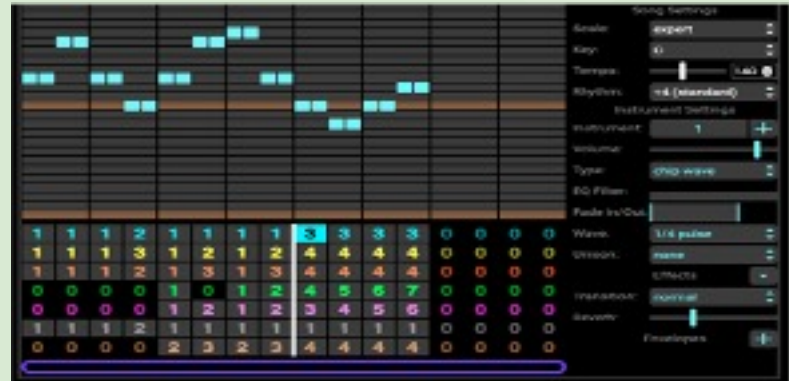 Song Settings
Scale: expert
Key: 0
Tempo: 140
Rhythm: ÷4 (standard)
Instrument Settings
Instrument: 1 +
Volume:
Type: chip wave
EQ Filter:
Fade In/Out:
Wave: 1/4 pulse
Unison: none
Effects -
Transition: normal
Reverb:
Envelopes +
1 1 1 2 1 1 1 1 3 3 3 3 0 0 0 0
1 1 1 3 1 2 1 2 4 4 4 4 0 0 0 0
1 1 1 2 1 3 1 3 4 4 4 4 0 0 0 0
0 0 0 0 1 0 1 2 4 5 6 7 0 0 0 0
0 0 0 0 1 2 1 2 3 4 5 6 0 0 0 0
1 1 1 2 1 1 1 1 1 1 1 1 0 0 0 0
0 0 0 0 2 3 2 3 4 4 4 4 0 0 0 0